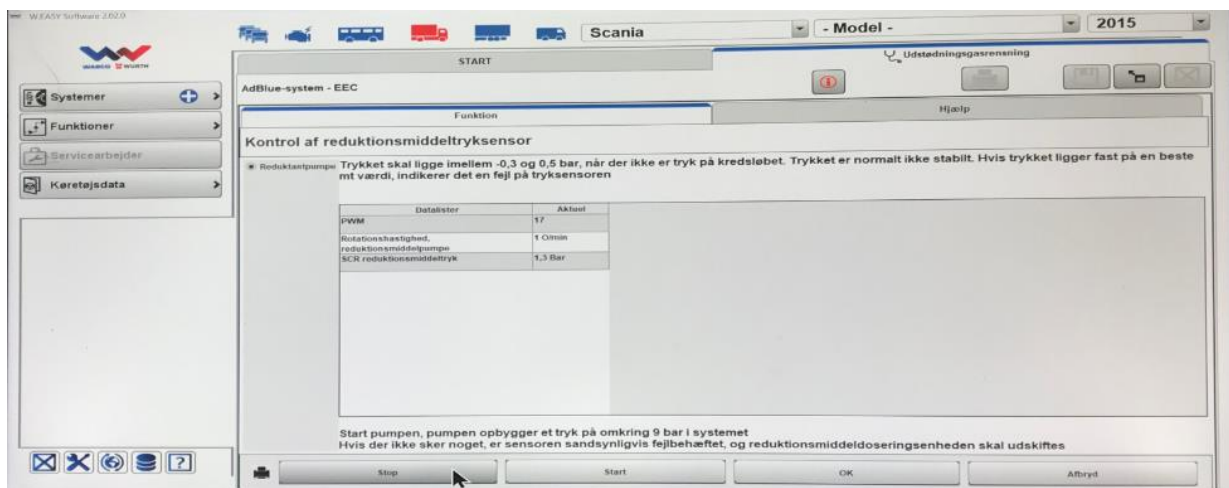 W.EASY Software 2.02.0
Scania
- Model -
2015
WABCO WÜRTH
START
Udstødningsgasrensning
Systemer
Funktioner
Servicearbejder
Køretøjsdata
AdBlue-system - EEC
Funktion
Hjælp
Kontrol af reduktionsmiddeltryksensor
Reduktantpumpe
Trykket skal ligge imellem -0,3 og 0,5 bar, når der ikke er tryk på kredsløbet. Trykket er normalt ikke stabilt. Hvis trykket ligger fast på en beste
mt værdi, indikerer det en fejl på tryksensoren
Datalister Aktuel
PWM 17
Rotationshastighed, 1 O/min
reduktionsmiddelpumpe
SCR reduktionsmiddeltryk 1,3 Bar
Start pumpen, pumpen opbygger et tryk på omkring 9 bar i systemet
Hvis der ikke sker noget, er sensoren sandsynligvis fejlbehæftet, og reduktionsmiddeldoseringsenheden skal udskiftes
Stop
Start
OK
Afbryd